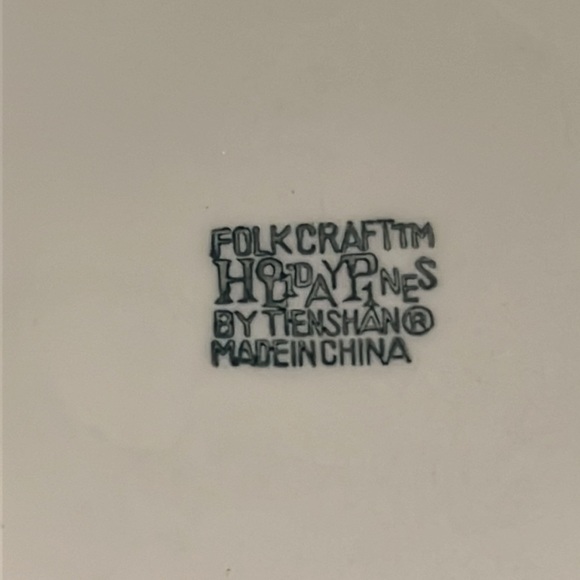 FOLKCRAFT™
HOLIDAY PINES
BY TIENSHAN®
MADE IN CHINA